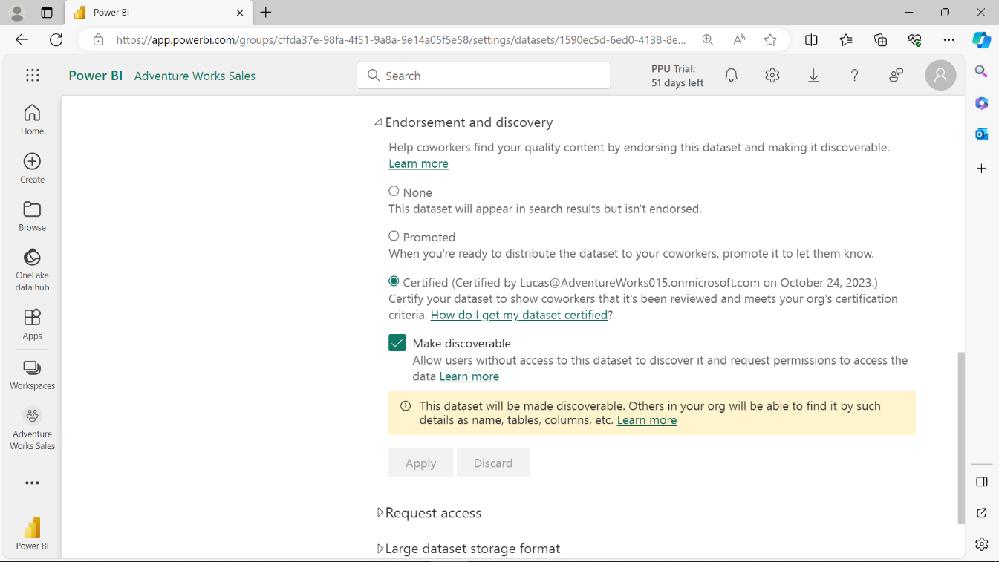 Power BI
https://app.powerbi.com/groups/cffda37e-98fa-4f51-9a8a-9e14a05f5e58/settings/datasets/1590ec5d-6ed0-4138-8e...
Power BI Adventure Works Sales
Search
PPU Trial:
51 days left
Home
Create
Browse
OneLake
data hub
Apps
Workspaces
Adventure
Works Sales
Power BI
Endorsement and discovery
Help coworkers find your quality content by endorsing this dataset and making it discoverable.
Learn more
None
This dataset will appear in search results but isn't endorsed.
Promoted
When you're ready to distribute the dataset to your coworkers, promote it to let them know.
Certified (Certified by Lucas@AdventureWorks015.onmicrosoft.com on October 24, 2023.)
Certify your dataset to show coworkers that it's been reviewed and meets your org's certification
criteria. How do I get my dataset certified?
Make discoverable
Allow users without access to this dataset to discover it and request permissions to access the
data Learn more
This dataset will be made discoverable. Others in your org will be able to find it by such
details as name, tables, columns, etc. Learn more
Apply Discard
Request access
Large dataset storage format